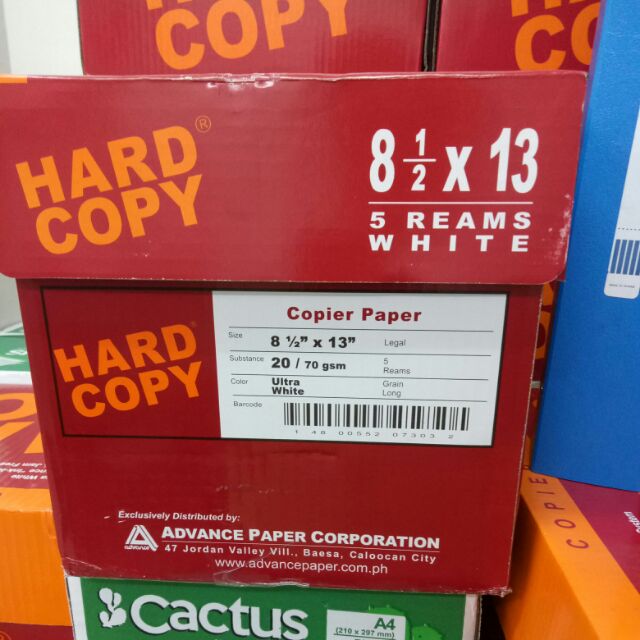 HARD
COPY
HARD
COPY®
8 1/2 x 13
5 REAMS
WHITE
HARD
COPY
Copier Paper
Size 8 ½" x 13" Legal
Substance 20 / 70 gsm 5 Reams
Color Ultra White Grain Long
Barcode
1 48 00552 07303 2
Exclusively Distributed by:
ADVANCE
ADVANCE PAPER CORPORATION
47 Jordan Valley Vill., Baesa, Caloocan City
www.advancepaper.com.ph
Cactus
A4
(210 x 297 mm)
COPIE